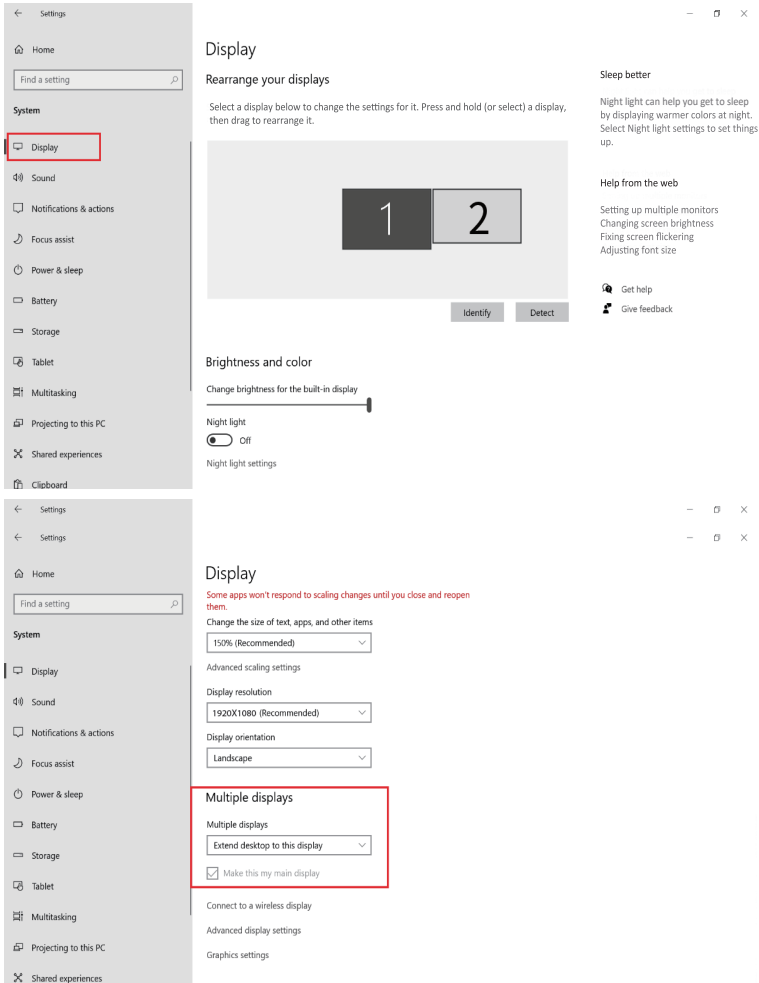 Settings
Home
Find a setting
System
Display
Sound
Notifications & actions
Focus assist
Power & sleep
Battery
Storage
Tablet
Multitasking
Projecting to this PC
Shared experiences
Clipboard
Display
Rearrange your displays
Select a display below to change the settings for it. Press and hold (or select) a display,
then drag to rearrange it.
1 2
Identify Detect
Brightness and color
Change brightness for the built-in display
Night light
Off
Night light settings
Sleep better
Night light can help you get to sleep
by displaying warmer colors at night.
Select Night light settings to set things
up.
Help from the web
Setting up multiple monitors
Changing screen brightness
Fixing screen flickering
Adjusting font size
Get help
Give feedback
Settings
Settings
Home
Find a setting
System
Display
Sound
Notifications & actions
Focus assist
Power & sleep
Battery
Storage
Tablet
Multitasking
Projecting to this PC
Shared experiences
Display
Some apps won't respond to scaling changes until you close and reopen
them.
Change the size of text, apps, and other items
150% (Recommended)
Advanced scaling settings
Display resolution
1920X1080 (Recommended)
Display orientation
Landscape
Multiple displays
Multiple displays
Extend desktop to this display
Make this my main display
Connect to a wireless display
Advanced display settings
Graphics settings